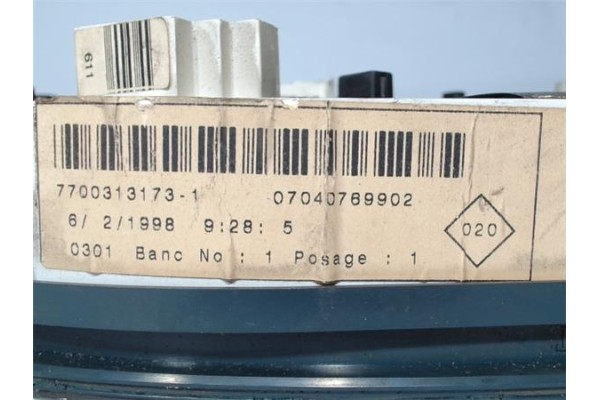 611
7700313173-1 07040769902
6/ 2/1998 9:28: 5
020
0301 Banc No : 1 Posage : 1